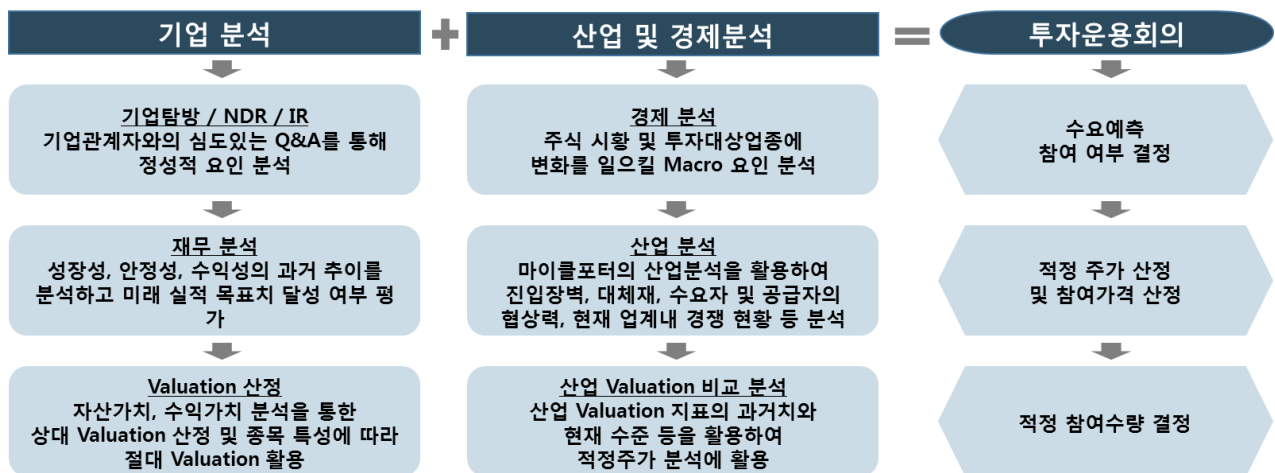 기업 분석
기업탐방 / NDR / IR
기업관계자와의 심도있는 Q&A를 통해
정성적 요인 분석
재무 분석
성장성, 안정성, 수익성의 과거 추이를
분석하고 미래 실적 목표치 달성 여부 평
가
Valuation 산정
자산가치, 수익가치 분석을 통한
상대 Valuation 산정 및 종목 특성에 따라
절대 Valuation 활용
+
산업 및 경제분석
경제 분석
주식 시황 및 투자대상업종에
변화를 일으킬 Macro 요인 분석
산업 분석
마이클포터의 산업분석을 활용하여
진입장벽, 대체재, 수요자 및 공급자의
협상력, 현재 업계내 경쟁 현황 등 분석
산업 Valuation 비교 분석
산업 Valuation 지표의 과거치와
현재 수준 등을 활용하여
적정주가 분석에 활용
=
투자운용회의
수요예측
참여 여부 결정
적정 주가 산정
및 참여가격 산정
적정 참여수량 결정